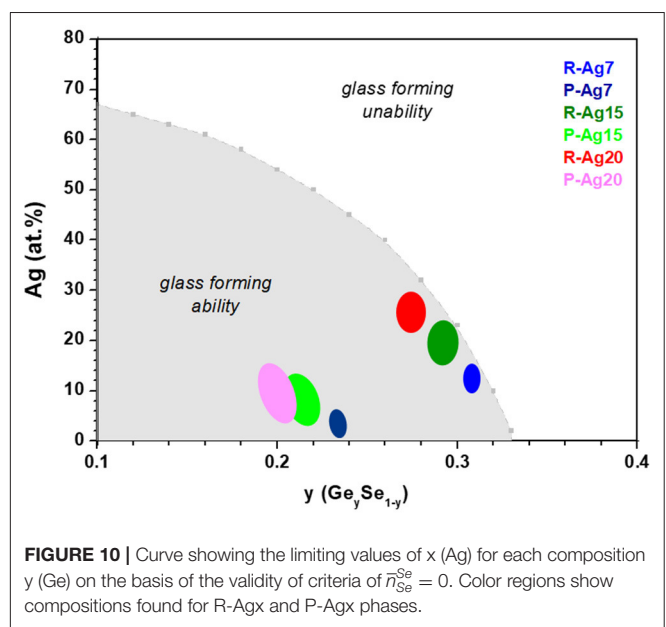 80
70
60
50
40
30
20
10
0
Ag (at.%)
glass forming
unability
R-Ag7
P-Ag7
R-Ag15
P-Ag15
R-Ag20
P-Ag20
glass forming
ability
0.1 0.2 0.3 0.4
y (GeySe1-y)
FIGURE 10 | Curve showing the limiting values of x (Ag) for each composition
y (Ge) on the basis of the validity of criteria of n̅_Se^Se = 0. Color regions show
compositions found for R-Agx and P-Agx phases.